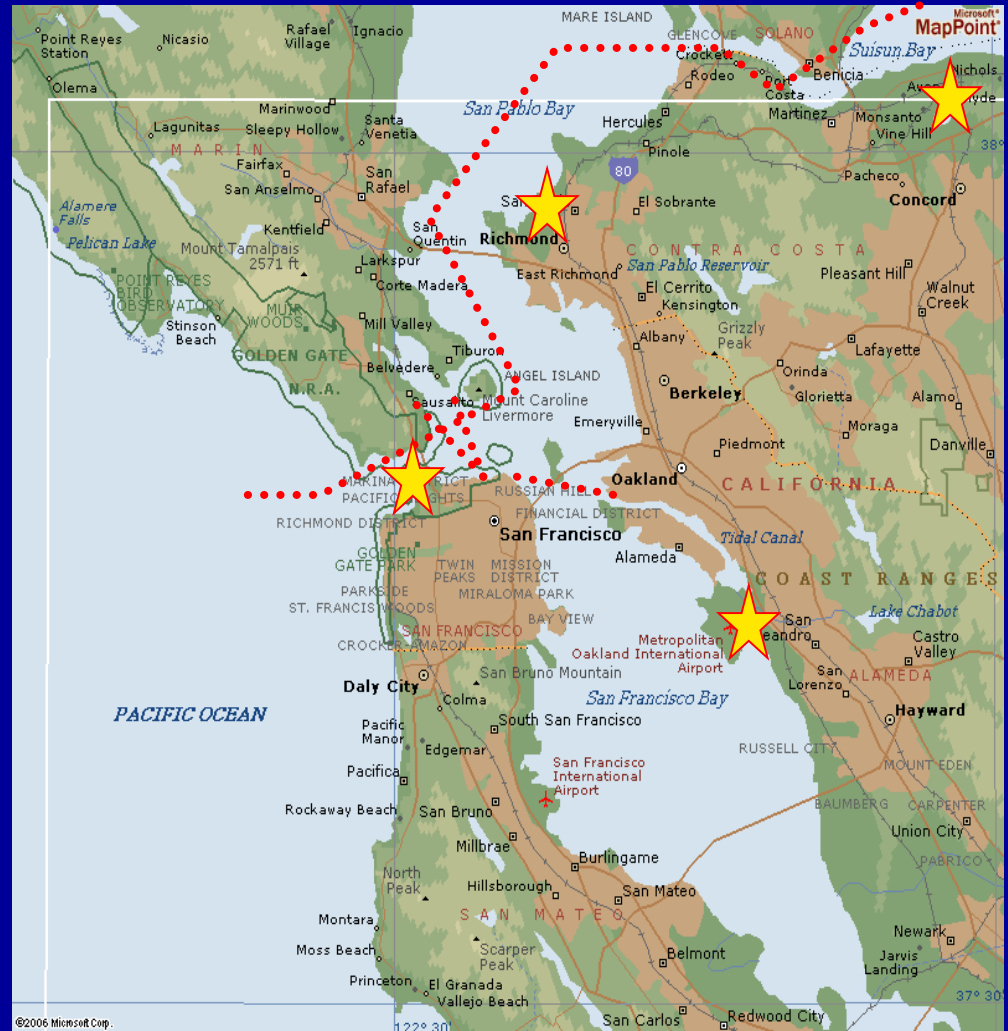 MARE ISLAND
Microsoft®
MapPoint®
Rafael
Village
Ignacio
Point Reyes
Station
Nicasio
GLENCOVE
SOLANO
Suisun Bay
Crockett
Rodeo
Port
Costa
Benicia
Nichols
Olema
San Pablo Bay
Marinwood
Sleepy Hollow
Santa
Venetia
Lagunitas
MARIN
Hercules
Martinez
Monsanto
Vine Hill
38°
Pinole
80
Fairfax
San Anselmo
San
Rafael
Pacheco
Concord
El Sobrante
Alamere
Falls
Kentfield
San
Quentin
Richmond
Pelican Lake
Mount Tamalpais
2571 ft
Larkspur
CONTRA COSTA
East Richmond
San Pablo Reservoir
Pleasant Hill
POINT REYES
BIRD
OBSERVATORY
Corte Madera
El Cerrito
Kensington
Walnut
Creek
MUIR
WOODS
Stinson
Beach
Mill Valley
Albany
Grizzly
Peak
GOLDEN GATE
N.R.A.
Tiburon
Lafayette
Belvedere
ANGEL ISLAND
Orinda
Glorietta
Berkeley
Sausalito
Mount Caroline
Livermore
Alamo
Emeryville
Moraga
Piedmont
Danville
Oakland
CALIFORNIA
MARINA DISTRICT
PACIFIC HEIGHTS
RUSSIAN HILL
RICHMOND DISTRICT
FINANCIAL DISTRICT
San Francisco
Alameda
Tidal Canal
GOLDEN
GATE PARK
TWIN
PEAKS
MISSION
DISTRICT
COAST RANGES
PARKSIDE
MIRALOMA PARK
ST. FRANCIS WOODS
BAY VIEW
Lake Chabot
San
Leandro
SAN FRANCISCO
CROCKER-AMAZON
Metropolitan
Oakland International
Airport
Castro
Valley
San
Lorenzo
ALAMEDA
San Bruno Mountain
Daly City
Colma
San Francisco Bay
PACIFIC OCEAN
Hayward
South San Francisco
Pacific
Manor
Edgemar
RUSSELL CITY
San Francisco
International
Airport
MOUNT EDEN
Pacifica
Rockaway Beach
San Bruno
BAUMBERG
CARPENTER
Union City
Millbrae
Burlingame
PABRICO
North
Peak
Hillsborough
San Mateo
Montara
SAN MATEO
Moss Beach
Scarper
Peak
Belmont
Newark
Jarvis
Landing
Princeton
El Granada
Vallejo Beach
37° 30'
©2006 Microsoft Corp.
122° 30'
San Carlos
Redwood City